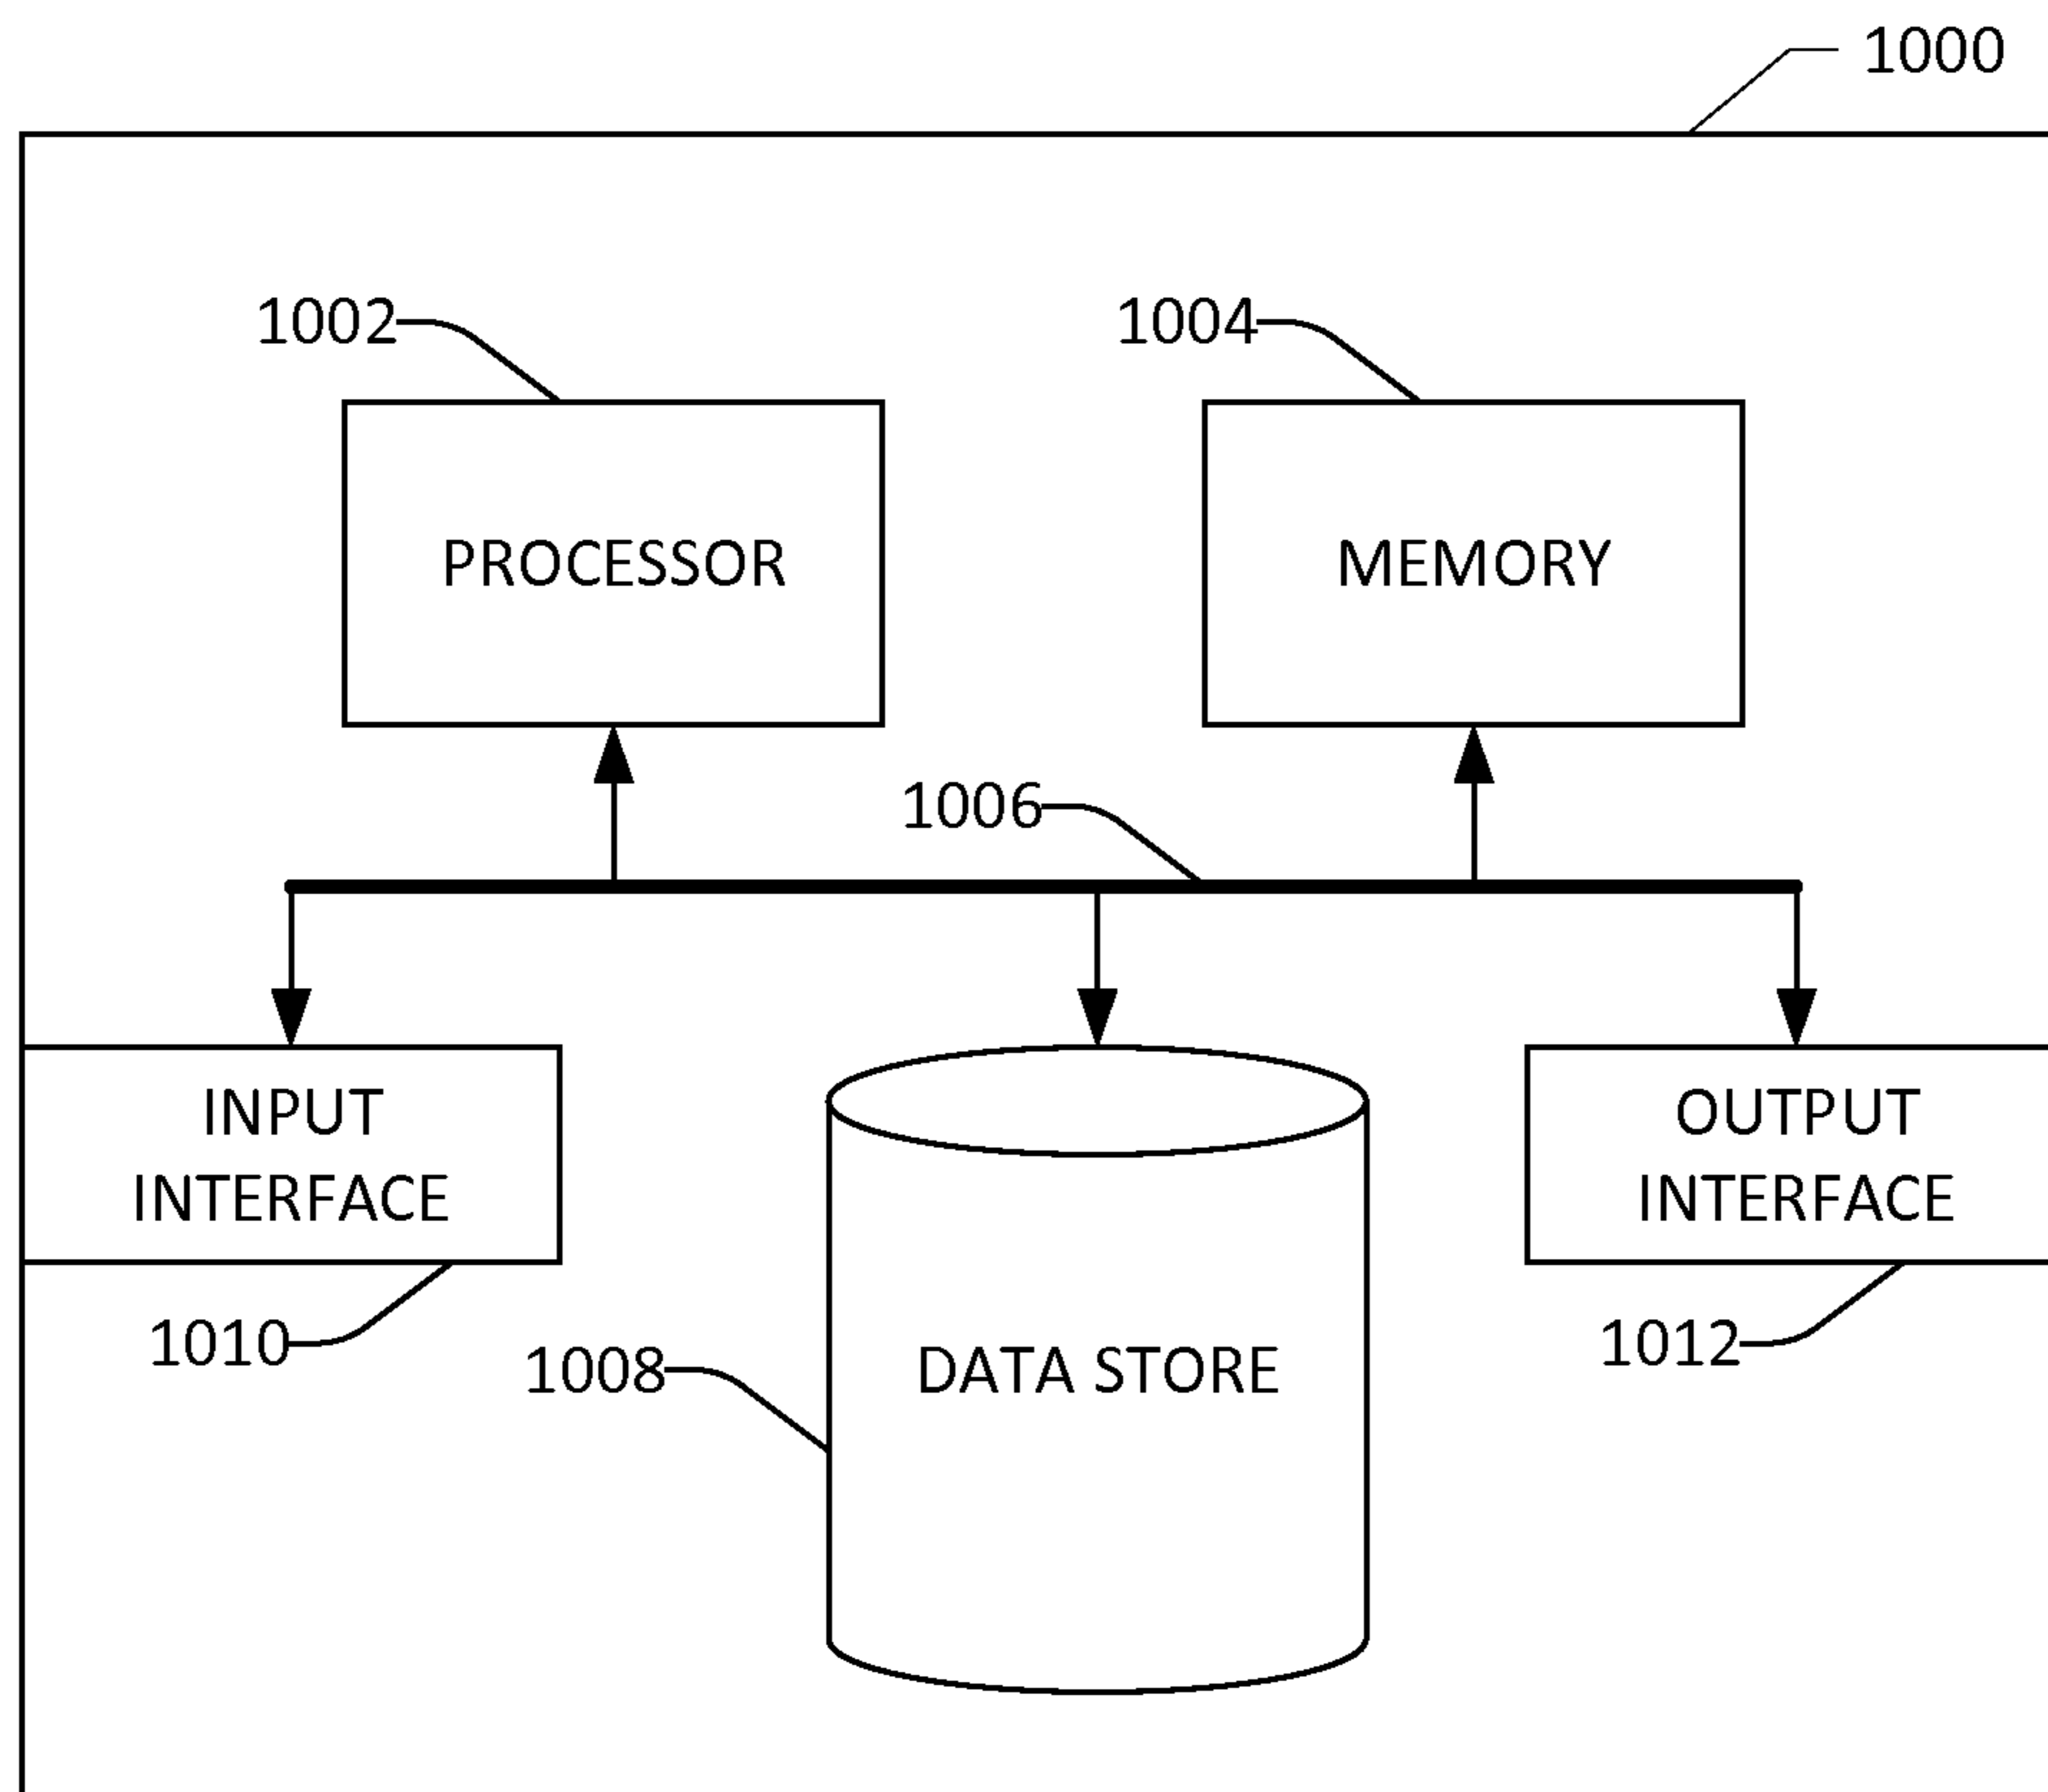 1000
1002
1004
PROCESSOR
MEMORY
1006
INPUT
INTERFACE
OUTPUT
INTERFACE
1010
1008
DATA STORE
1012